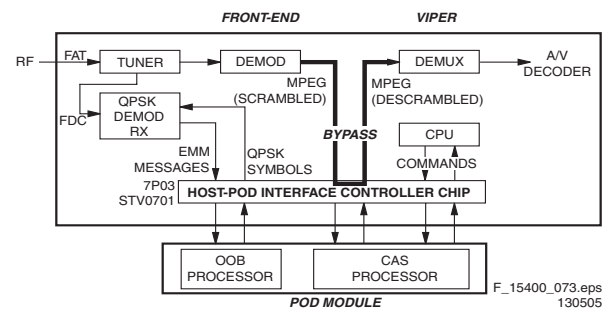 FRONT-END
VIPER
RF
FAT
TUNER
DEMOD
DEMUX
A/V
DECODER
MPEG
(SCRAMBLED)
MPEG
(DESCRAMBLED)
FDC
QPSK
DEMOD
RX
BYPASS
CPU
EMM
MESSAGES
QPSK
SYMBOLS
COMMANDS
7P03
STV0701
HOST-POD INTERFACE CONTROLLER CHIP
OOB
PROCESSOR
CAS
PROCESSOR
POD MODULE
F_15400_073.eps
130505